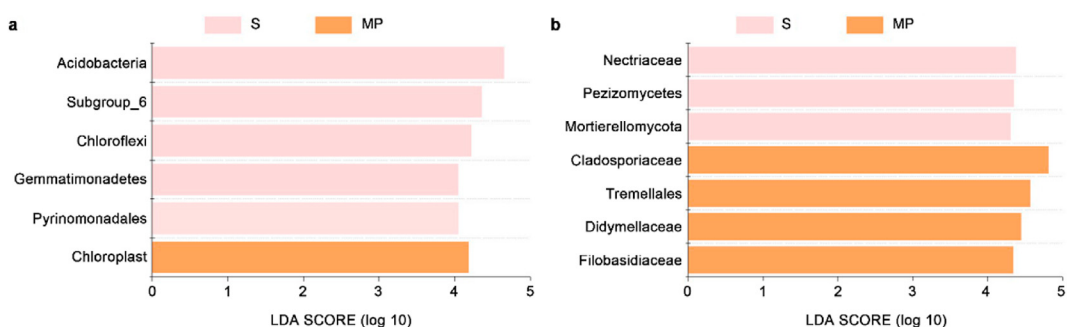 a
S MP
Acidobacteria
Subgroup_6
Chloroflexi
Gemmatimonadetes
Pyrinomonadales
Chloroplast
0 1 2 3 4 5
LDA SCORE (log 10)
b
S MP
Nectriaceae
Pezizomycetes
Mortierellomycota
Cladosporiaceae
Tremellales
Didymellaceae
Filobasidiaceae
0 1 2 3 4 5
LDA SCORE (log 10)